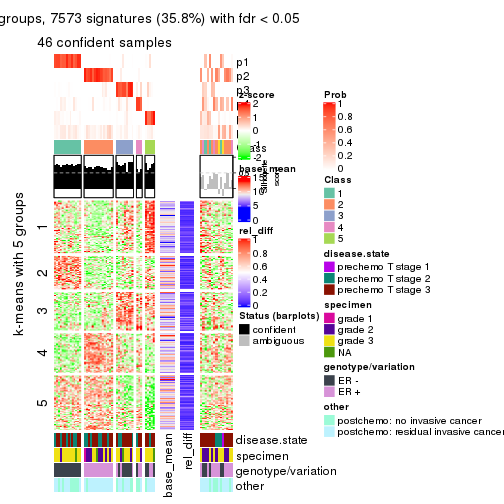 groups, 7573 signatures (35.8%) with fdr < 0.05
46 confident samples
p1
p2
p3
z-score
2
1
0
-1
-2
base_mean
15
10
5
0
rel_diff
1
0.8
0.6
0.4
0.2
0
Status (barplots)
confident
ambiguous
Silhouette
score
k-means with 5 groups
1
2
3
4
5
base_mean
rel_diff
disease.state
specimen
genotype/variation
other
Prob
1
0.8
0.6
0.4
0.2
0
Class
1
2
3
4
5
disease.state
prechemo T stage 1
prechemo T stage 2
prechemo T stage 3
specimen
grade 1
grade 2
grade 3
NA
genotype/variation
ER -
ER +
other
postchemo: no invasive cancer
postchemo: residual invasive cancer